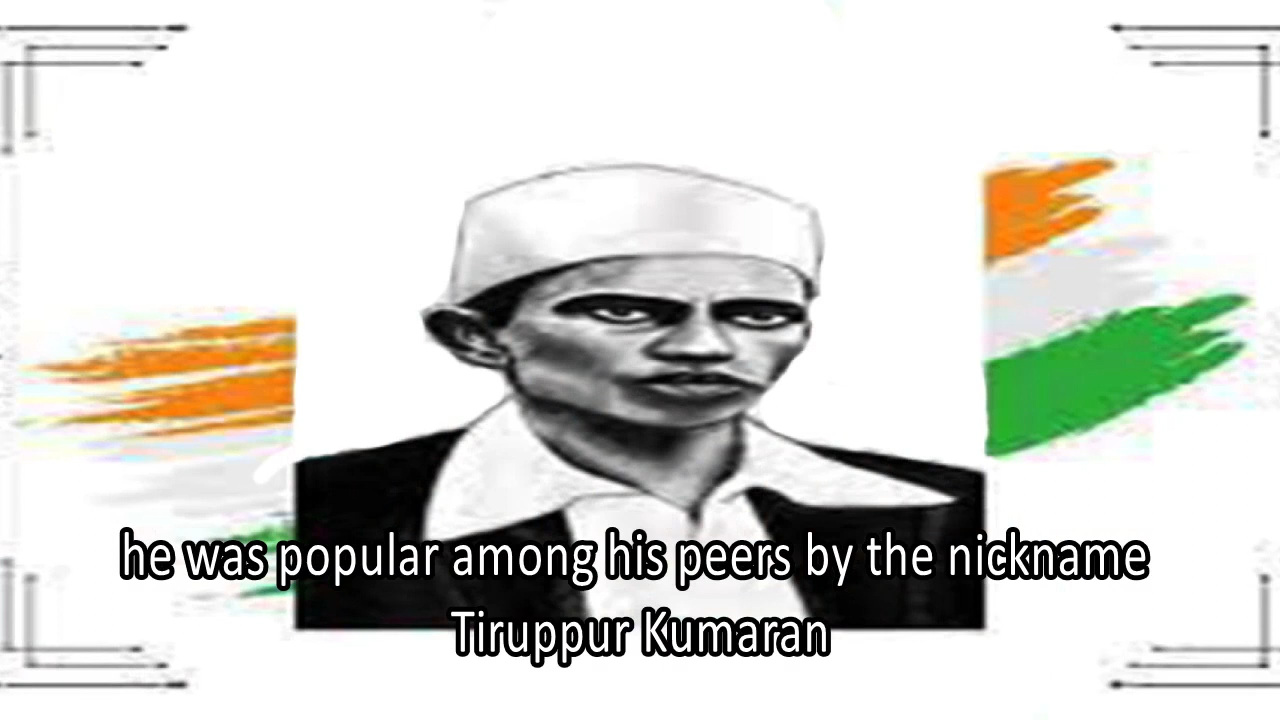 he was popular among his peers by the nickname
Tiruppur Kumaran